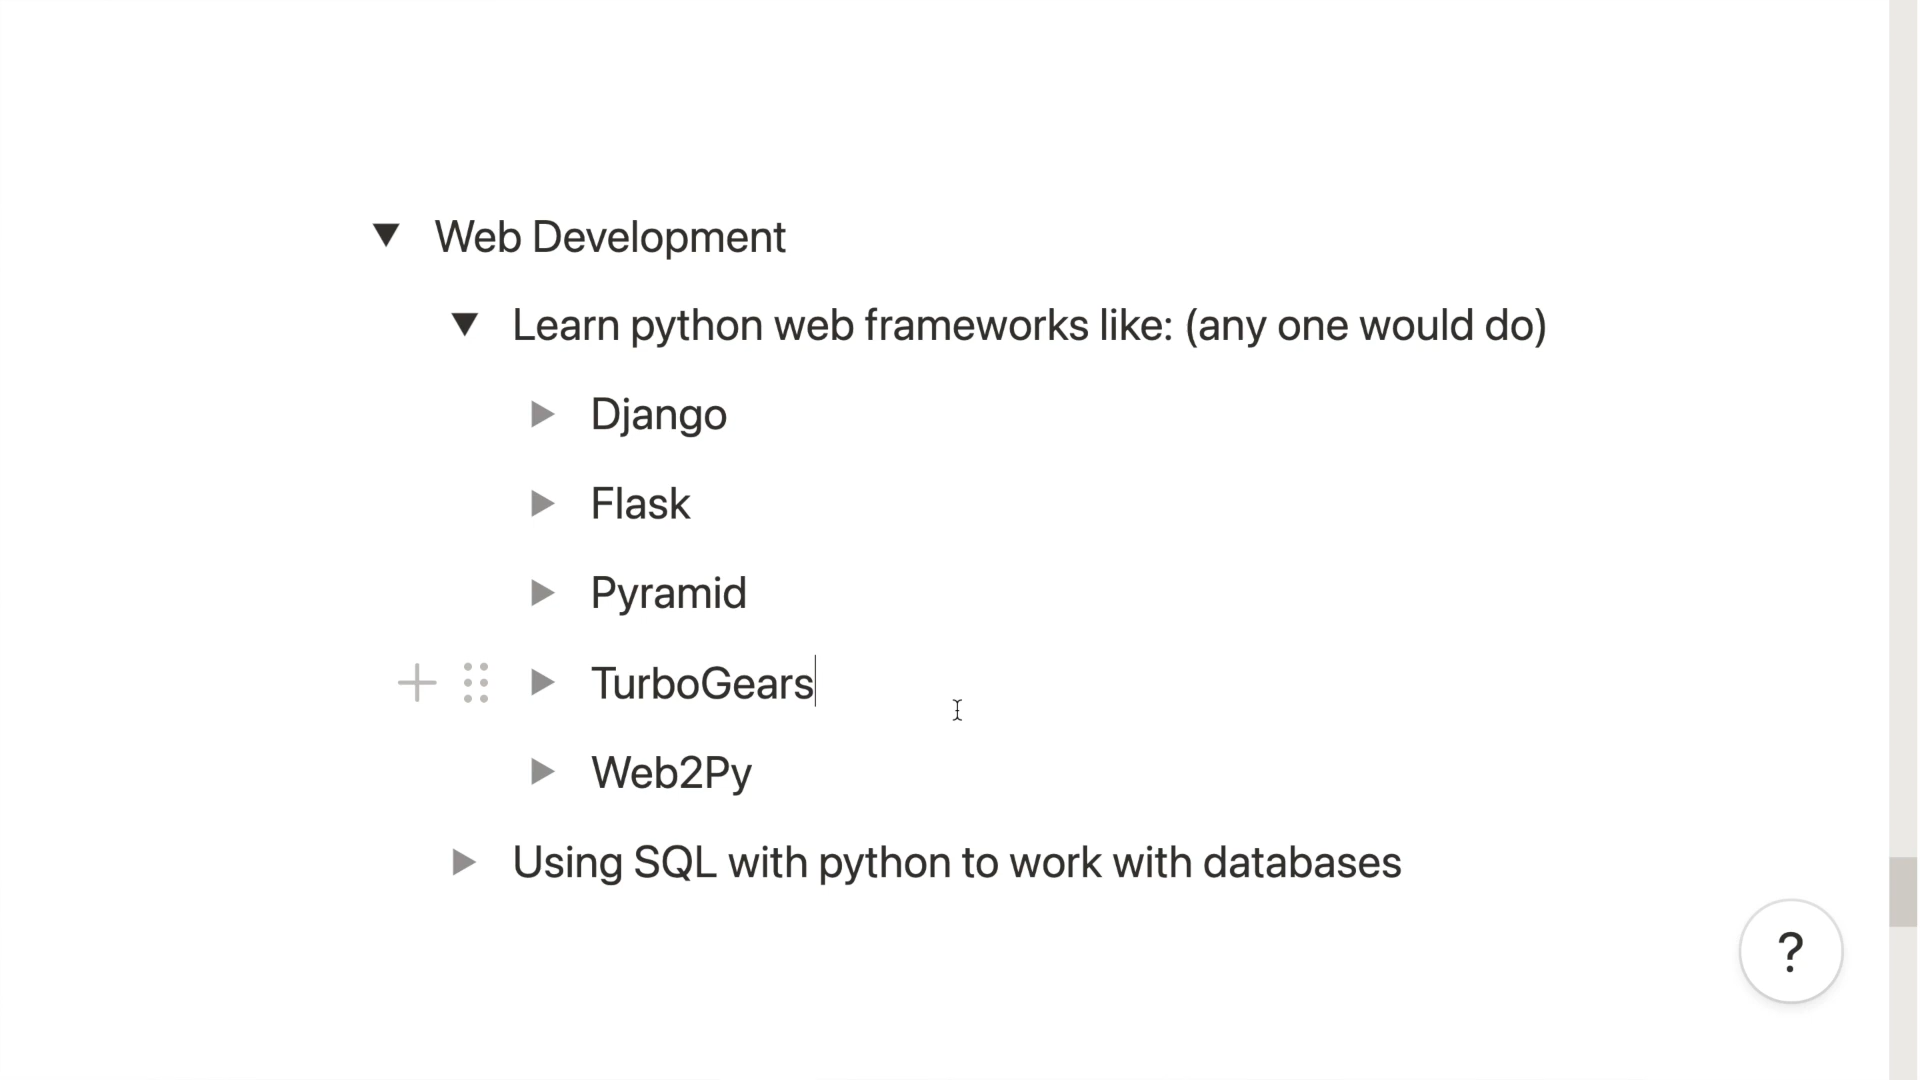 Web Development
Learn python web frameworks like: (any one would do)
Django
Flask
Pyramid
TurboGears
Web2Py
Using SQL with python to work with databases
?